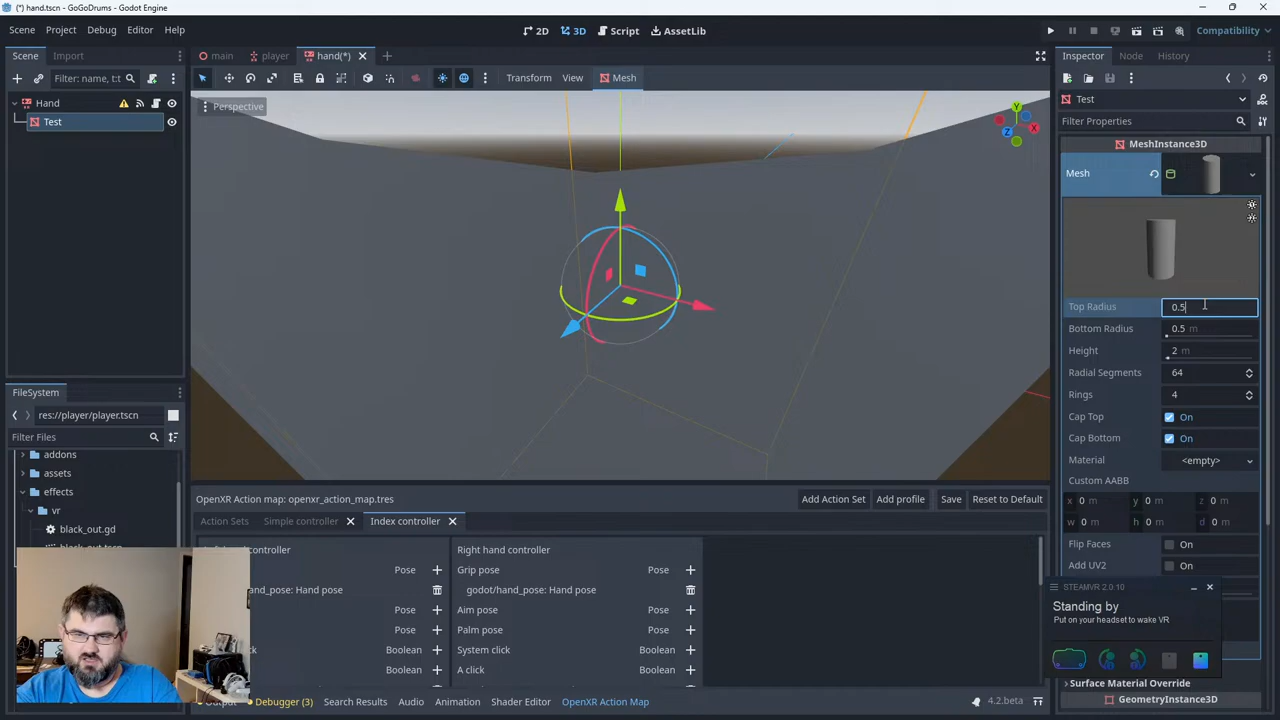 (*) hand.tscn - GoGoDrums - Godot Engine
Scene Project Debug Editor Help
2D 3D Script AssetLib
Compatibility
Scene Import
main player hand(*)
Inspector Node History
Filter: name, t:t
Transform View Mesh
Hand
Test
Perspective
Y
X
Z
Test
Filter Properties
MeshInstance3D
Mesh
Top Radius 0.5
Bottom Radius 0.5 m
Height 2 m
Radial Segments 64
Rings 4
Cap Top On
Cap Bottom On
Material <empty>
Custom AABB
x 0 m y 0 m z 0 m
w 0 m h 0 m d 0 m
Flip Faces On
Add UV2 On
FileSystem
res://player/player.tscn
Filter Files
addons
assets
effects
vr
black_out.gd
OpenXR Action map: openxr_action_map.tres
Add Action Set Add profile Save Reset to Default
Action Sets Simple controller Index controller
controller
Right hand controller
Pose
Grip pose Pose
and_pose: Hand pose
godot/hand_pose: Hand pose
Pose
Aim pose Pose
Pose
Palm pose Pose
Boolean
System click Boolean
Boolean
A click Boolean
STEAMVR 2.0.10
Standing by
Put on your headset to wake VR
Surface Material Override
GeometryInstance3D
Debugger (3) Search Results Audio Animation Shader Editor OpenXR Action Map
4.2.beta